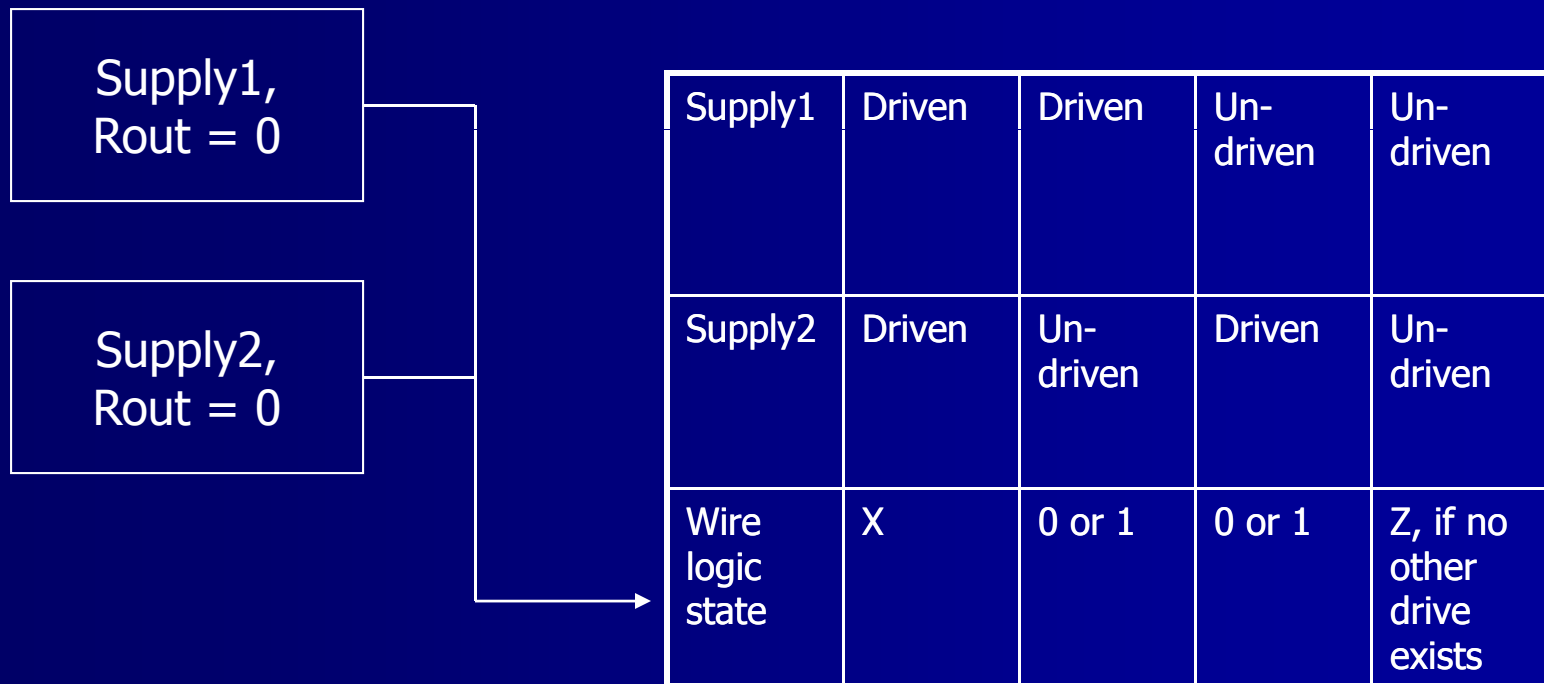 Supply1,
Rout = 0
Supply2,
Rout = 0
Supply1
Driven
Driven
Un-
driven
Un-
driven
Supply2
Driven
Un-
driven
Driven
Un-
driven
Wire
logic
state
X
0 or 1
0 or 1
Z, if no
other
drive
exists